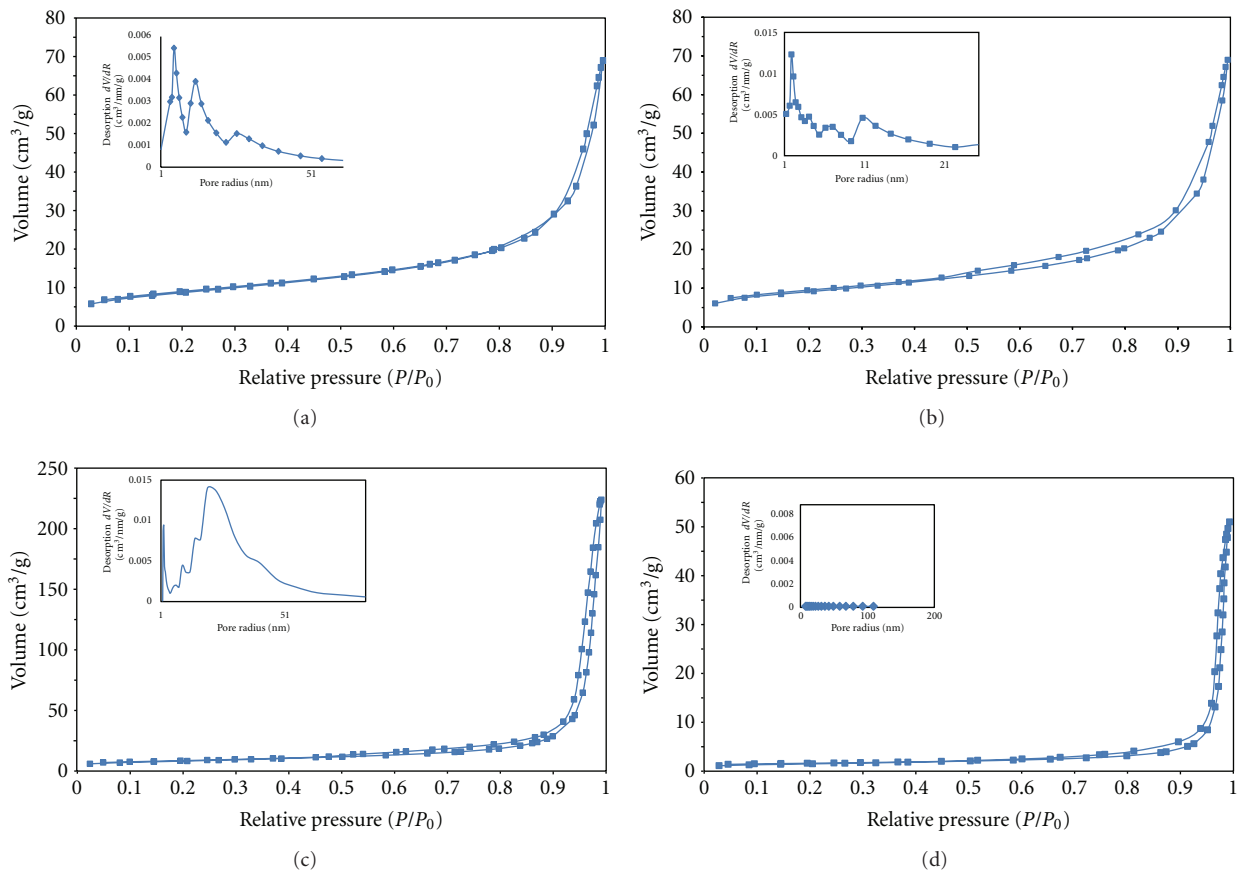 80
70
60
50
40
30
20
10
0
Volume (cm³/g)
0 0.1 0.2 0.3 0.4 0.5 0.6 0.7 0.8 0.9 1
Relative pressure (P/P₀)
0.006
0.005
0.004
0.003
0.002
0.001
0
Desorption dV/dR
(cm³/nm/g)
1 51
Pore radius (nm)
(a)
80
70
60
50
40
30
20
10
0
Volume (cm³/g)
0 0.1 0.2 0.3 0.4 0.5 0.6 0.7 0.8 0.9 1
Relative pressure (P/P₀)
0.015
0.01
0.005
0
Desorption dV/dR
(cm³/nm/g)
1 11 21
Pore radius (nm)
(b)
250
200
150
100
50
0
Volume (cm³/g)
0 0.1 0.2 0.3 0.4 0.5 0.6 0.7 0.8 0.9 1
Relative pressure (P/P₀)
0.015
0.01
0.005
0
Desorption dV/dR
(cm³/nm/g)
1 51
Pore radius (nm)
(c)
60
50
40
30
20
10
0
Volume (cm³/g)
0 0.1 0.2 0.3 0.4 0.5 0.6 0.7 0.8 0.9 1
Relative pressure (P/P₀)
0.008
0.006
0.004
0.002
0
Desorption dV/dR
(cm³/nm/g)
0 100 200
Pore radius (nm)
(d)